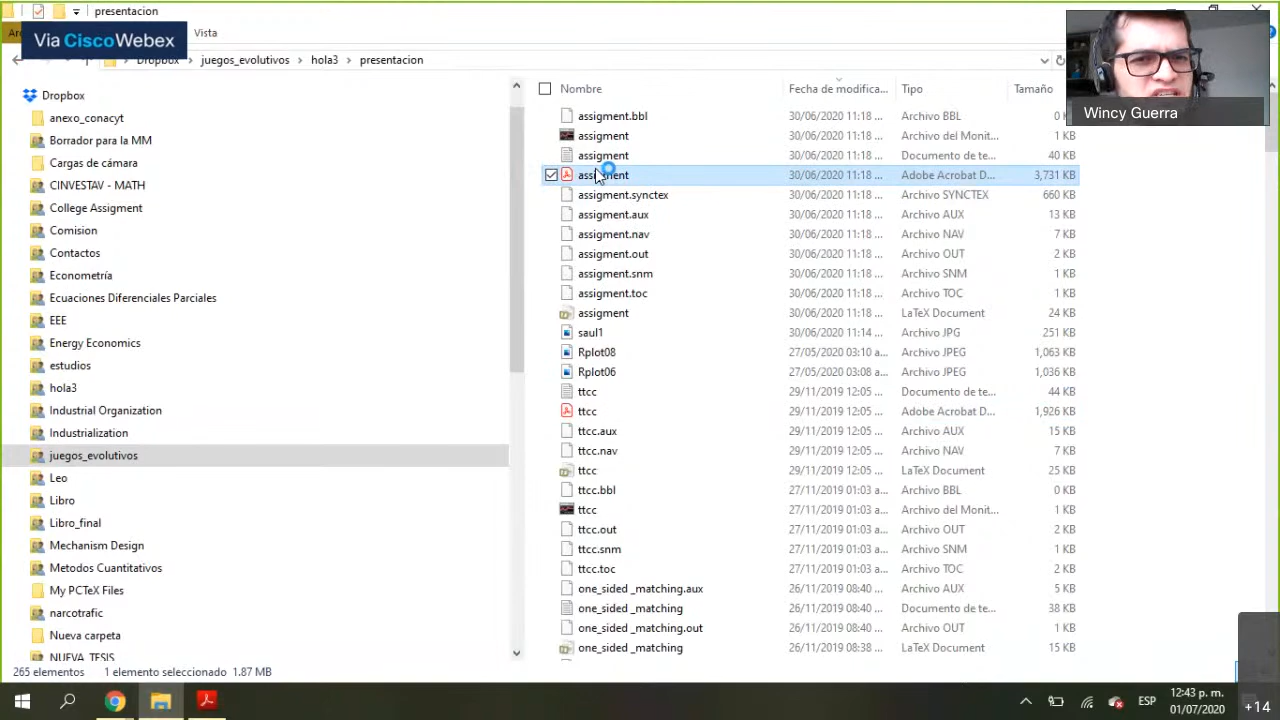 presentacion
Via CiscoWebex
Vista
Dropbox
juegos_evolutivos
hola3
presentacion
Wincy Guerra
Nombre Fecha de modifica... Tipo Tamaño
Dropbox
anexo_conacyt
Borrador para la MM
Cargas de cámara
CINVESTAV - MATH
College Assigment
Comision
Contactos
Econometría
Ecuaciones Diferenciales Parciales
EEE
Energy Economics
estudios
hola3
Industrial Organization
Industrialization
juegos_evolutivos
Leo
Libro
Libro_final
Mechanism Design
Metodos Cuantitativos
My PCTeX Files
narcotrafic
Nueva carpeta
NUEVA_TESIS
assigment.bbl 30/06/2020 11:18 ... Archivo BBL 0
assigment 30/06/2020 11:18 ... Archivo del Monit... 1 KB
assigment 30/06/2020 11:18 ... Documento de te... 40 KB
assigment 30/06/2020 11:18 ... Adobe Acrobat D... 3,731 KB
assigment.synctex 30/06/2020 11:18 ... Archivo SYNCTEX 660 KB
assigment.aux 30/06/2020 11:18 ... Archivo AUX 13 KB
assigment.nav 30/06/2020 11:18 ... Archivo NAV 7 KB
assigment.out 30/06/2020 11:18 ... Archivo OUT 2 KB
assigment.snm 30/06/2020 11:18 ... Archivo SNM 1 KB
assigment.toc 30/06/2020 11:18 ... Archivo TOC 1 KB
assigment 30/06/2020 11:18 ... LaTeX Document 24 KB
saul1 30/06/2020 11:14 ... Archivo JPG 251 KB
Rplot08 27/05/2020 03:10 a... Archivo JPEG 1,063 KB
Rplot06 27/05/2020 03:08 a... Archivo JPEG 1,036 KB
ttcc 29/11/2019 12:05 ... Documento de te... 44 KB
ttcc 29/11/2019 12:05 ... Adobe Acrobat D... 1,926 KB
ttcc.aux 29/11/2019 12:05 ... Archivo AUX 15 KB
ttcc.nav 29/11/2019 12:05 ... Archivo NAV 7 KB
ttcc 29/11/2019 12:05 ... LaTeX Document 25 KB
ttcc.bbl 27/11/2019 01:03 a... Archivo BBL 0 KB
ttcc 27/11/2019 01:03 a... Archivo del Monit... 1 KB
ttcc.out 27/11/2019 01:03 a... Archivo OUT 2 KB
ttcc.snm 27/11/2019 01:03 a... Archivo SNM 1 KB
ttcc.toc 27/11/2019 01:03 a... Archivo TOC 2 KB
one_sided _matching.aux 26/11/2019 08:40 ... Archivo AUX 5 KB
one_sided _matching 26/11/2019 08:40 ... Documento de te... 38 KB
one_sided _matching.out 26/11/2019 08:40 ... Archivo OUT 1 KB
one_sided _matching 26/11/2019 08:38 ... LaTeX Document 15 KB
265 elementos 1 elemento seleccionado 1.87 MB
ESP
12:43 p. m.
01/07/2020
+14